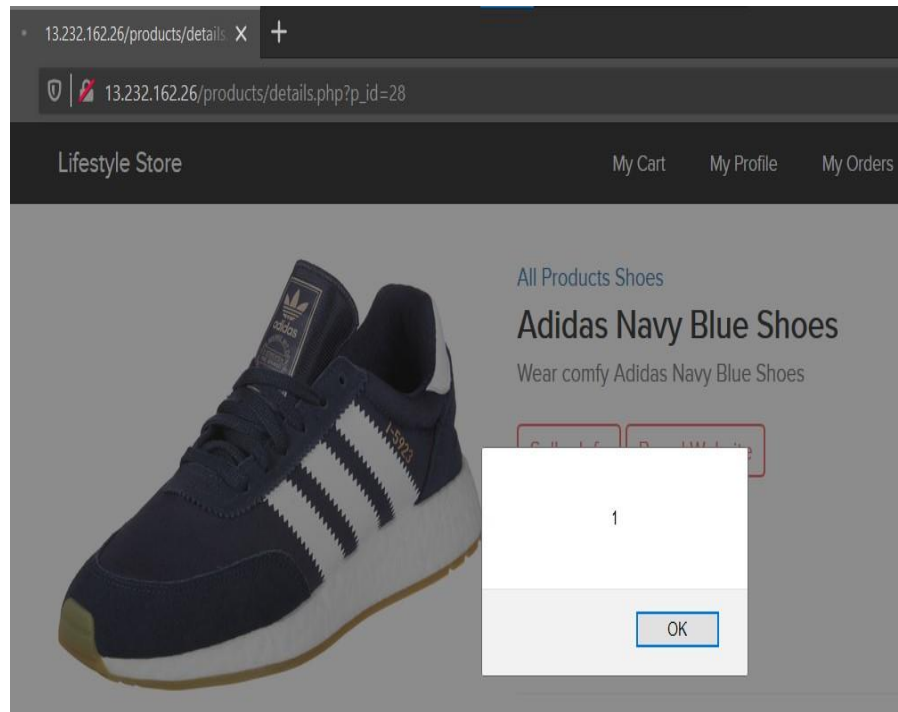 13.232.162.26/products/details
13.232.162.26/products/details.php?p_id=28
Lifestyle Store My Cart My Profile My Orders
All Products Shoes
Adidas Navy Blue Shoes
Wear comfy Adidas Navy Blue Shoes
1
OK
adidas
I-5923